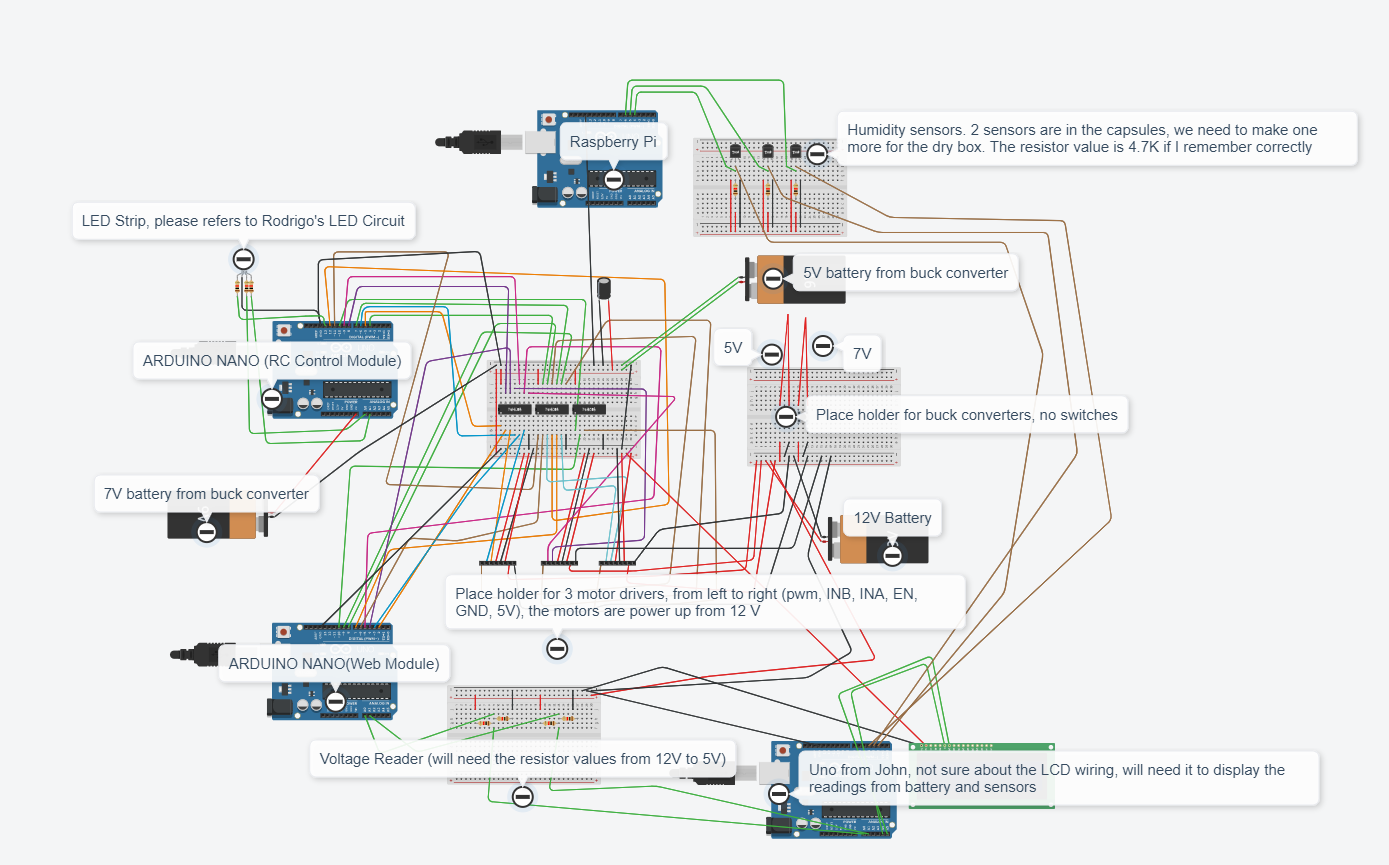 Raspberry Pi
Humidity sensors. 2 sensors are in the capsules, we need to make one
more for the dry box. The resistor value is 4.7K if I remember correctly
LED Strip, please refers to Rodrigo's LED Circuit
5V battery from buck converter
5V
7V
ARDUINO NANO (RC Control Module)
Place holder for buck converters, no switches
7V battery from buck converter
12V Battery
Place holder for 3 motor drivers, from left to right (pwm, INB, INA, EN,
GND, 5V), the motors are power up from 12 V
ARDUINO NANO(Web Module)
Voltage Reader (will need the resistor values from 12V to 5V)
Uno from John, not sure about the LCD wiring, will need it to display the
readings from battery and sensors